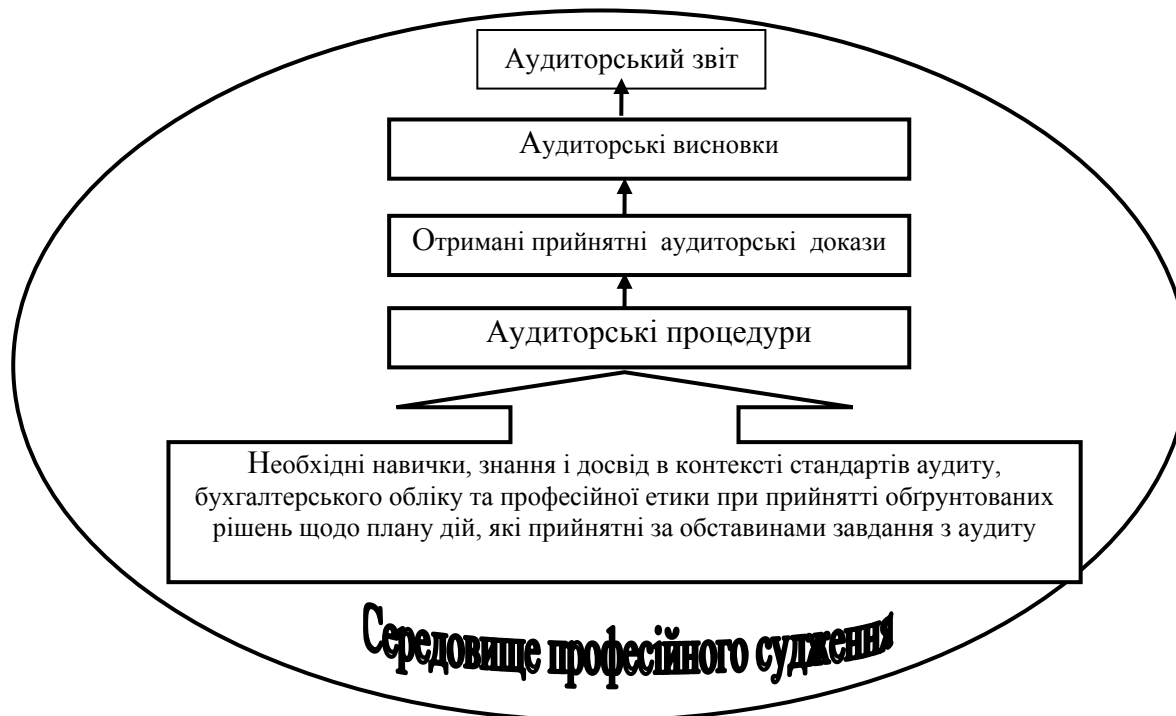 Аудиторський звіт
Аудиторські висновки
Отримані прийнятні аудиторські докази
Аудиторські процедури
Необхідні навички, знання і досвід в контексті стандартів аудиту,
бухгалтерського обліку та професійної етики при прийнятті обґрунтованих
рішень щодо плану дій, які прийнятні за обставинами завдання з аудиту
Середовище професійного судження